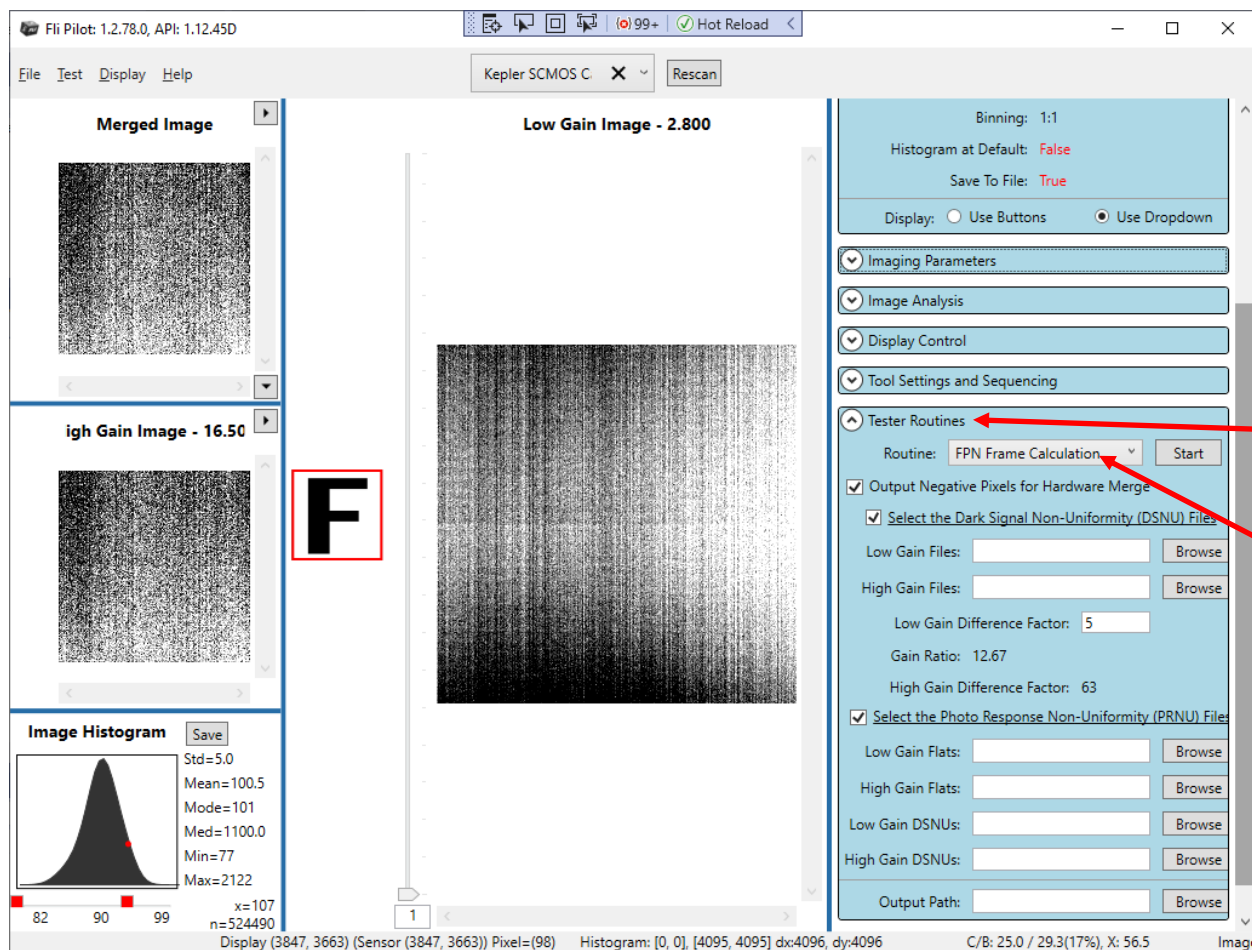 Fli Pilot: 1.2.78.0, API: 1.12.45D
99+ Hot Reload
File Test Display Help
Kepler SCMOS C. Rescan
Merged Image
igh Gain Image - 16.50
Image Histogram Save
Std=5.0
Mean=100.5
Mode=101
Med=1100.0
Min=77
Max=2122
x=107
82 90 99
n=524490
F
Low Gain Image - 2.800
1
Binning: 1:1
Histogram at Default: False
Save To File: True
Display: Use Buttons Use Dropdown
Imaging Parameters
Image Analysis
Display Control
Tool Settings and Sequencing
Tester Routines
Routine: FPN Frame Calculation Start
Output Negative Pixels for Hardware Merge
Select the Dark Signal Non-Uniformity (DSNU) Files
Low Gain Files: Browse
High Gain Files: Browse
Low Gain Difference Factor: 5
Gain Ratio: 12.67
High Gain Difference Factor: 63
Select the Photo Response Non-Uniformity (PRNU) Files
Low Gain Flats: Browse
High Gain Flats: Browse
Low Gain DSNUs: Browse
High Gain DSNUs: Browse
Output Path: Browse
Display (3847, 3663) (Sensor (3847, 3663)) Pixel=(98) Histogram: [0, 0], [4095, 4095] dx:4096, dy:4096 C/B: 25.0 / 29.3(17%), X: 56.5 Imag